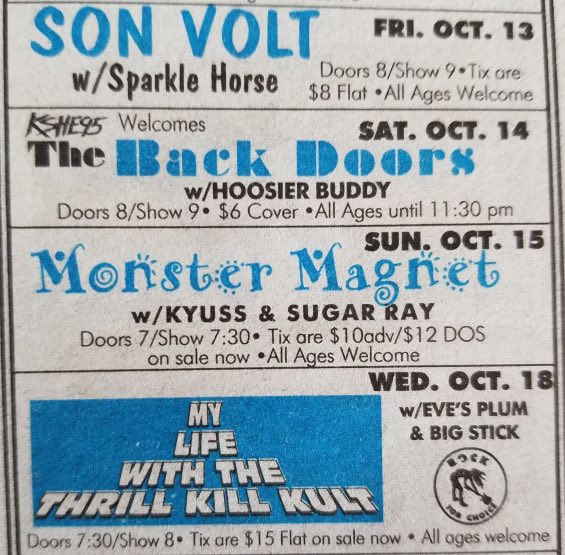 SON VOLT
FRI. OCT. 13
w/Sparkle Horse
Doors 8/Show 9 • Tix are
$8 Flat • All Ages Welcome
KSHE95 Welcomes
SAT. OCT. 14
The Back Doors
w/HOOSIER BUDDY
Doors 8/Show 9 • $6 Cover • All Ages until 11:30 pm
SUN. OCT. 15
Monster Magnet
w/KYUSS & SUGAR RAY
Doors 7/Show 7:30 • Tix are $10adv/$12 DOS
on sale now • All Ages Welcome
WED. OCT. 18
MY
LIFE
WITH THE
THRILL KILL KULT
w/EVE'S PLUM
& BIG STICK
ROCK
FOR CHOICE
Doors 7:30/Show 8 • Tix are $15 Flat on sale now • All ages welcome